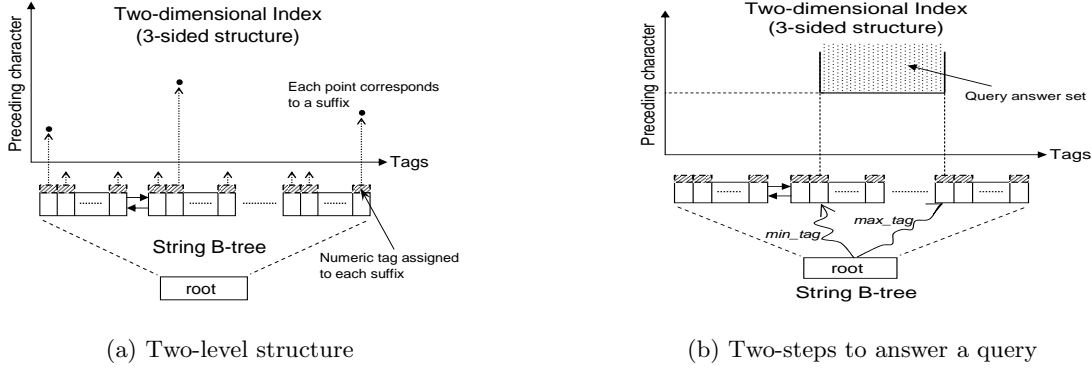 Two-dimensional Index
(3-sided structure)
Preceding character
Each point corresponds
to a suffix
Tags
........
........
..........
........
String B-tree
Numeric tag assigned
to each suffix
root
(a) Two-level structure
Two-dimensional Index
(3-sided structure)
Preceding character
Query answer set
Tags
........
........
..........
........
min_tag
max_tag
root
String B-tree
(b) Two-steps to answer a query